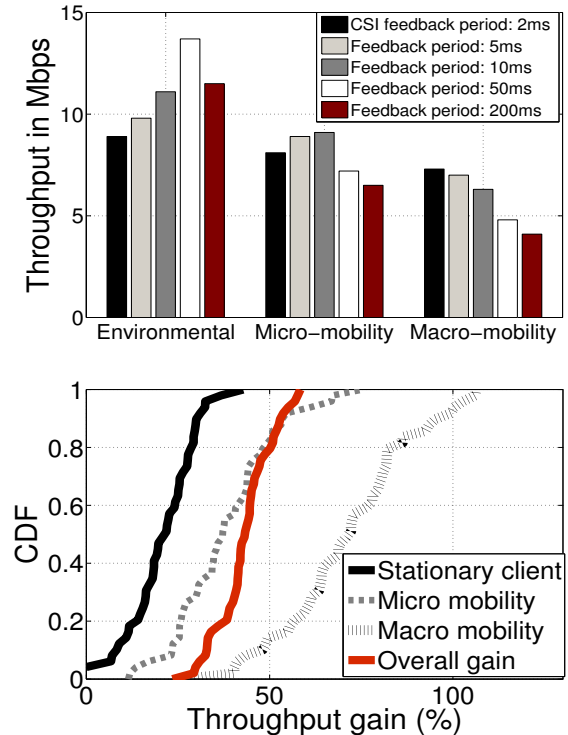 15
10
5
0
Throughput in Mbps
CSI feedback period: 2ms
Feedback period: 5ms
Feedback period: 10ms
Feedback period: 50ms
Feedback period: 200ms
Environmental Micro-mobility Macro-mobility
1
0.8
0.6
0.4
0.2
0
CDF
Stationary client
Micro mobility
Macro mobility
Overall gain
0 50 100
Throughput gain (%)